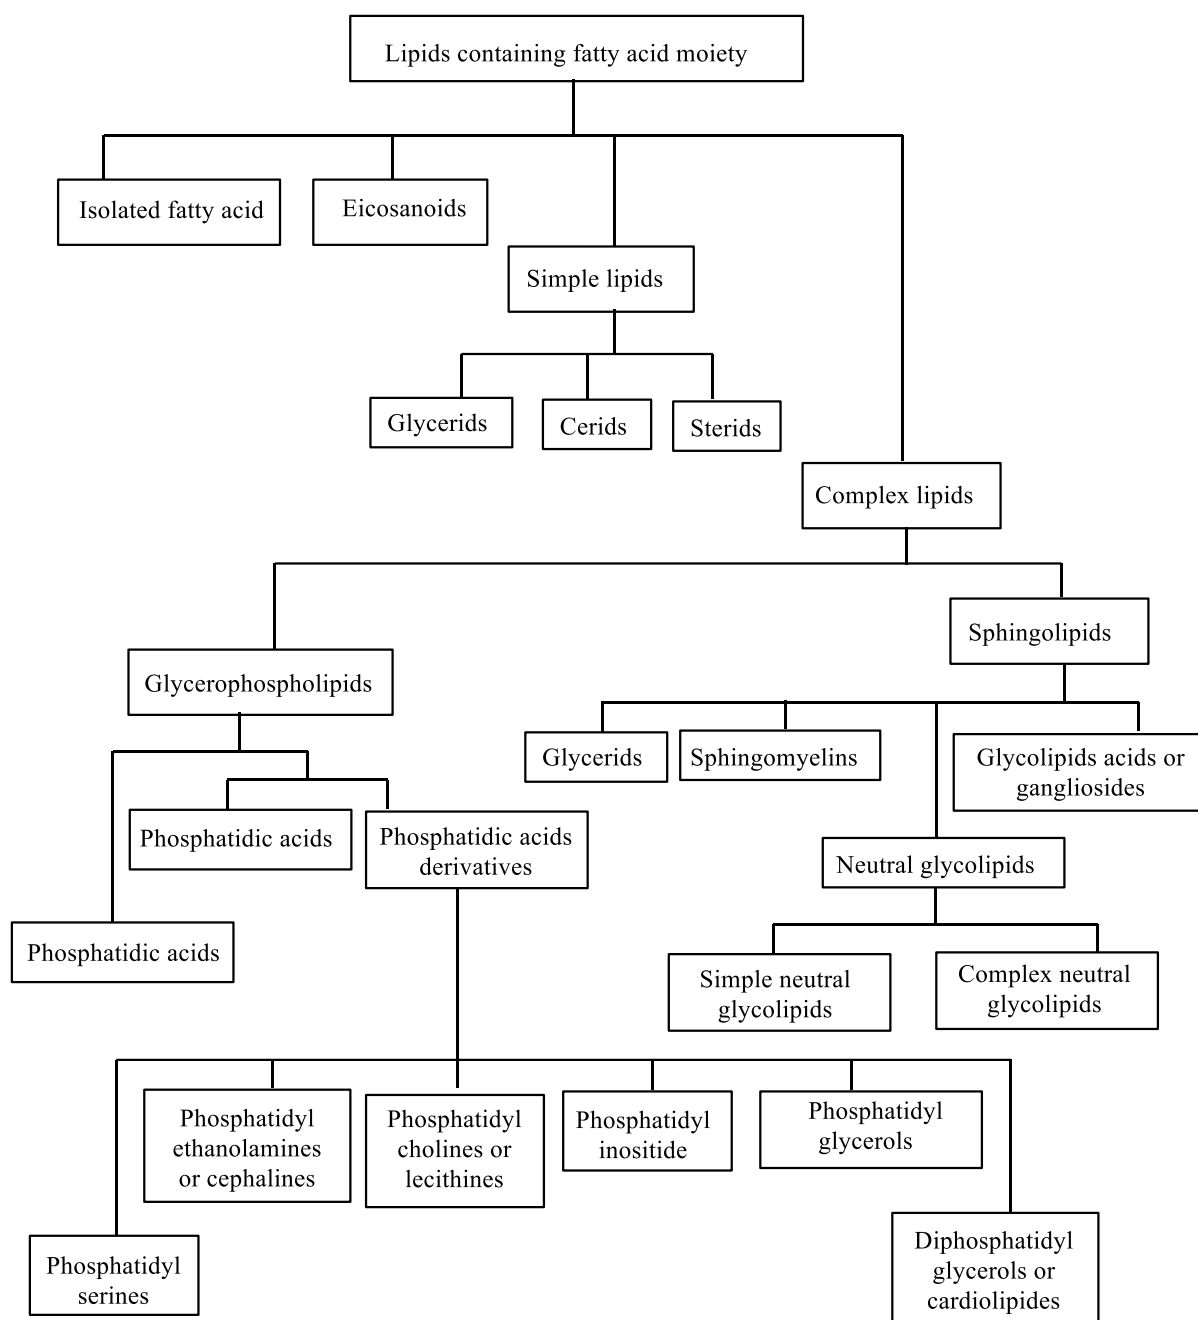 Lipids containing fatty acid moiety
Isolated fatty acid
Eicosanoids
Simple lipids
Glycerids
Cerids
Sterids
Complex lipids
Sphingolipids
Glycerophospholipids
Glycerids
Sphingomyelins
Glycolipids acids or
gangliosides
Phosphatidic acids
Phosphatidic acids
derivatives
Neutral glycolipids
Phosphatidic acids
Simple neutral
glycolipids
Complex neutral
glycolipids
Phosphatidyl
ethanolamines
or cephalines
Phosphatidyl
cholines or
lecithines
Phosphatidyl
inositide
Phosphatidyl
glycerols
Phosphatidyl
serines
Diphosphatidyl
glycerols or
cardiolipides